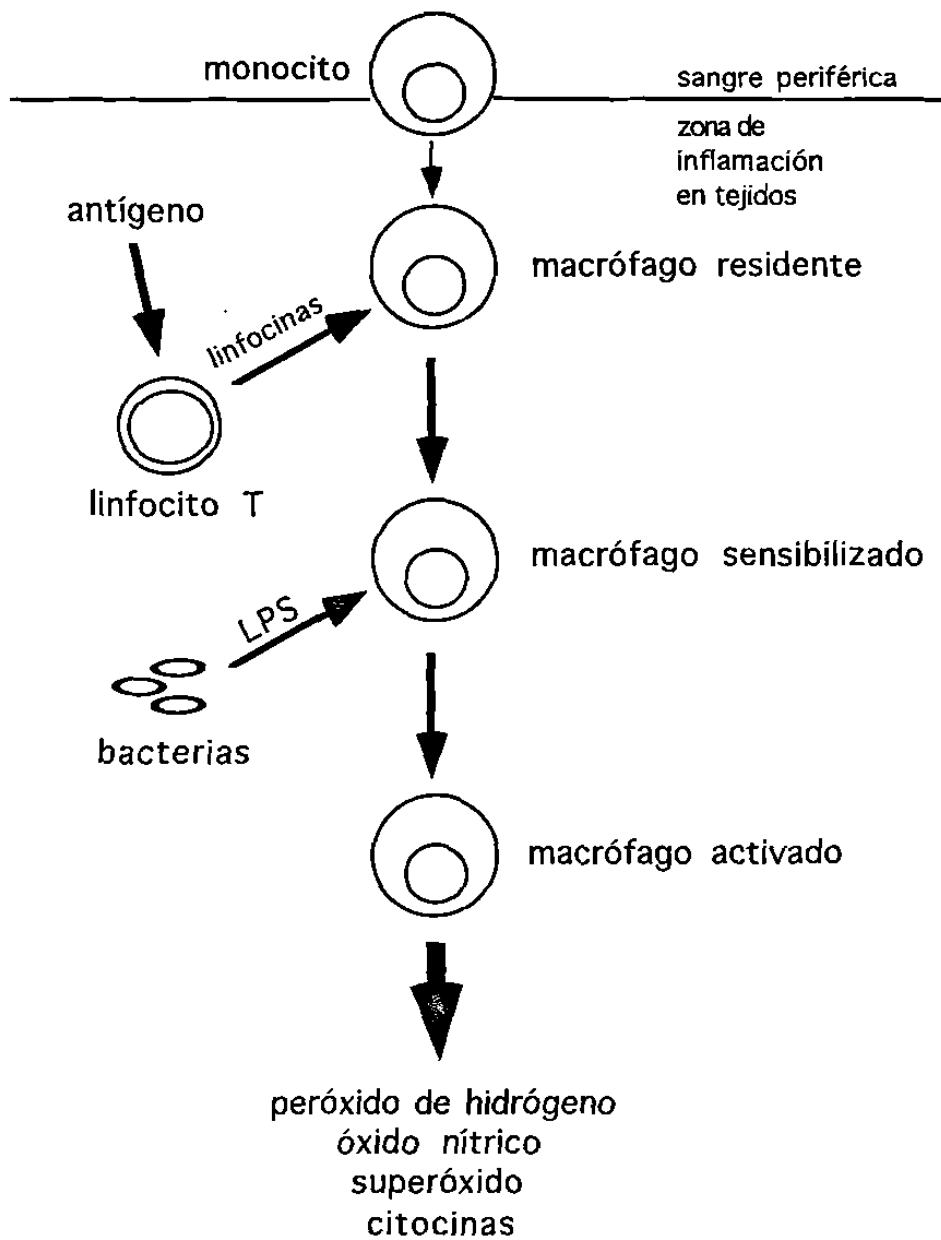 monocito
sangre periférica
zona de
inflamación
en tejidos
antígeno
macrófago residente
linfocinas
linfocito T
macrófago sensibilizado
LPS
bacterias
macrófago activado
peróxido de hidrógeno
óxido nítrico
superóxido
citocinas